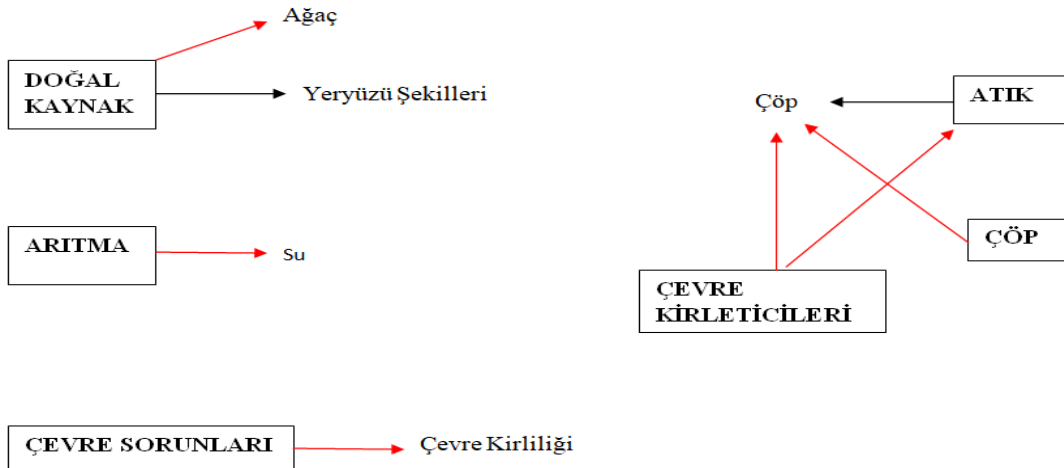 Ağaç
DOĞAL
KAYNAK
Yeryüzü Şekilleri
Çöp
ATIK
ARITMA
Su
ÇÖP
ÇEVRE
KİRLETİCİLERİ
ÇEVRE SORUNLARI
Çevre Kirliliği